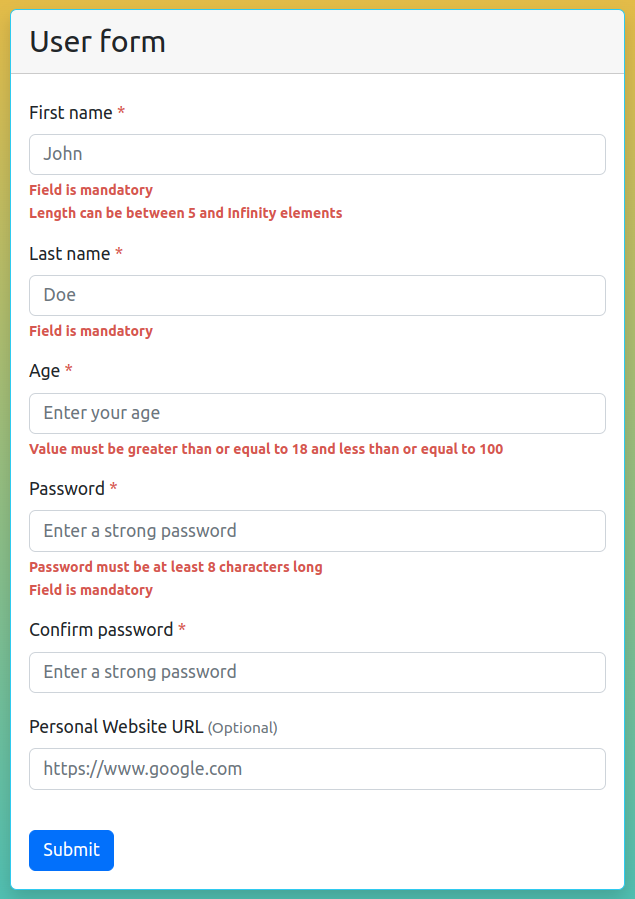 User form
First name *
John
Field is mandatory
Length can be between 5 and Infinity elements
Last name *
Doe
Field is mandatory
Age *
Enter your age
Value must be greater than or equal to 18 and less than or equal to 100
Password *
Enter a strong password
Password must be at least 8 characters long
Field is mandatory
Confirm password *
Enter a strong password
Personal Website URL (Optional)
https://www.google.com
Submit